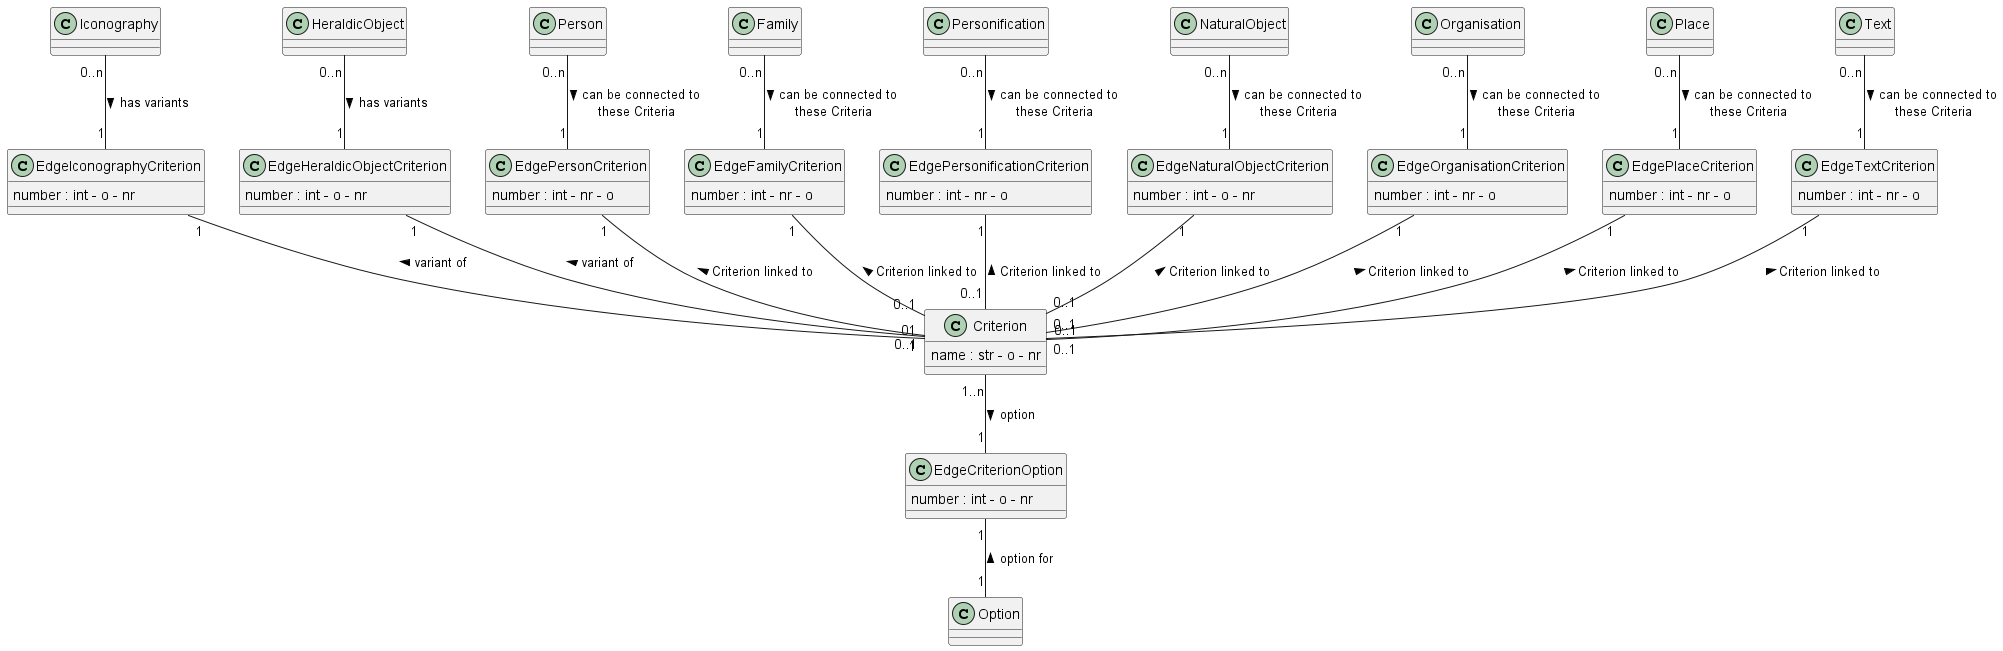 C Iconography
C HeraldicObject
C Person
C Family
C Personification
C NaturalObject
C Organisation
C Place
C Text
0..n
0..n
0..n
0..n
0..n
0..n
0..n
0..n
0..n
has variants
has variants
can be connected to
these Criteria
can be connected to
these Criteria
can be connected to
these Criteria
can be connected to
these Criteria
can be connected to
these Criteria
can be connected to
these Criteria
can be connected to
these Criteria
1
1
1
1
1
1
1
1
1
C EdgeIconographyCriterion
number : int - o - nr
C EdgeHeraldicObjectCriterion
number : int - o - nr
C EdgePersonCriterion
number : int - nr - o
C EdgeFamilyCriterion
number : int - nr - o
C EdgePersonificationCriterion
number : int - nr - o
C EdgeNaturalObjectCriterion
number : int - o - nr
C EdgeOrganisationCriterion
number : int - nr - o
C EdgePlaceCriterion
number : int - nr - o
C EdgeTextCriterion
number : int - nr - o
1
1
1
1
1
1
1
1
1
variant of
variant of
Criterion linked to
Criterion linked to
Criterion linked to
Criterion linked to
Criterion linked to
Criterion linked to
Criterion linked to
0..1
0..1
0..1
0..1
0..1
0..1
0..1
C Criterion
name : str - o - nr
1..n
option
1
C EdgeCriterionOption
number : int - o - nr
1
option for
1
C Option